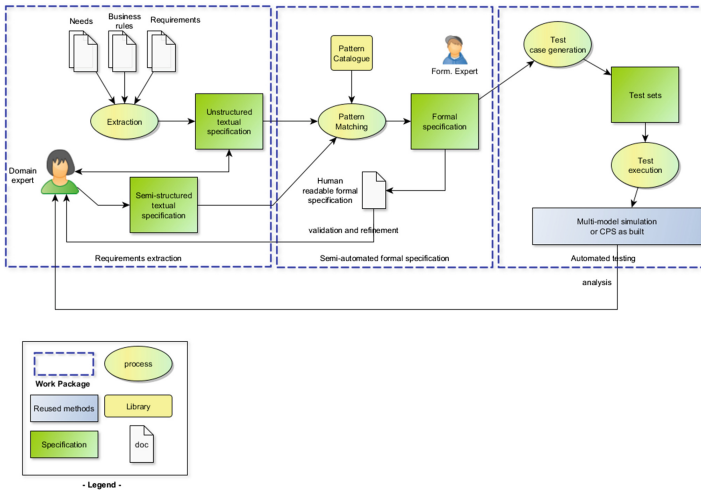 Needs
Business
rules
Requirements
Extraction
Unstructured
textual
specification
Domain
expert
Semi-structured
textual
specification
Requirements extraction
Pattern
Catalogue
Form. Expert
Pattern
Matching
Formal
specification
Human
readable formal
specification
validation and refinement
Semi-automated formal specification
Test
case generation
Test sets
Test
execution
Multi-model simulation
or CPS as built
Automated testing
analysis
process
Work Package
Reused methods
Library
Specification
doc
- Legend -